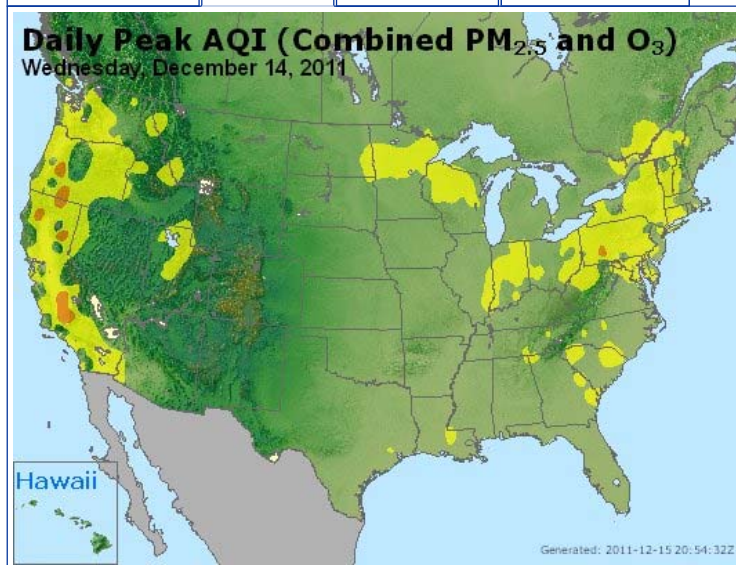 Daily Peak AQI (Combined PM2.5 and O3)
Wednesday, December 14, 2011
Hawaii
Generated: 2011-12-15 20:54:32Z